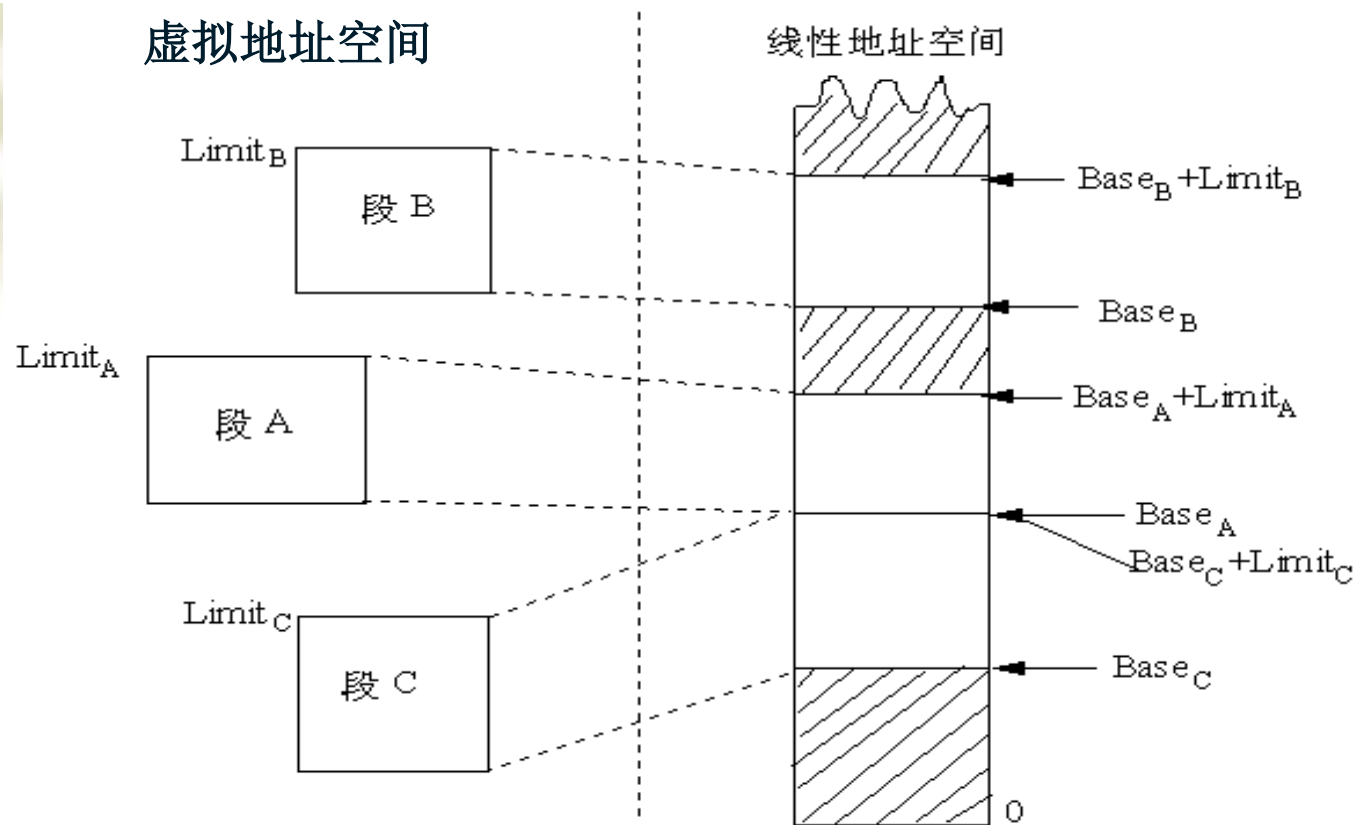 虚拟地址空间
线性地址空间
LimitB
段 B
BaseB+LimitB
BaseB
LimitA
段 A
BaseA+LimitA
BaseA
BaseC+LimitC
LimitC
段 C
BaseC
0